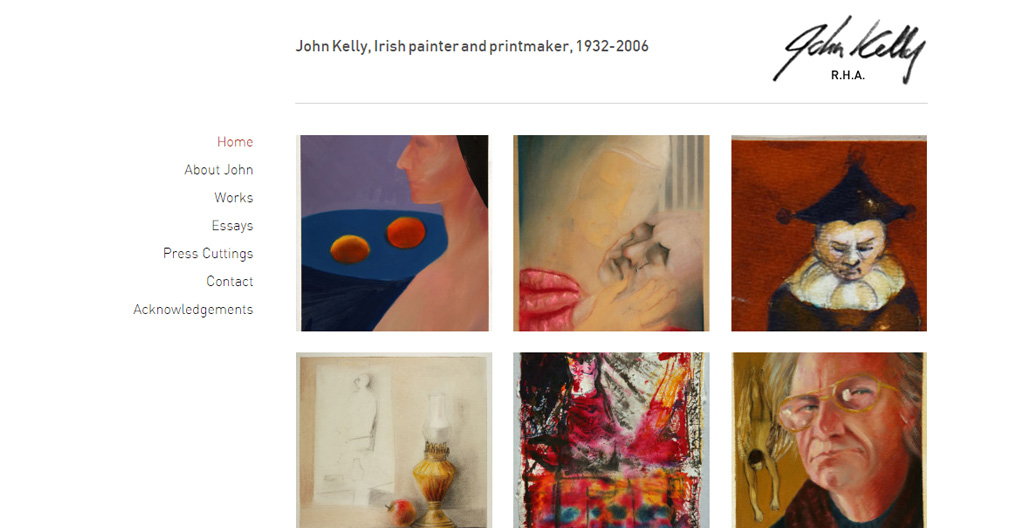 John Kelly, Irish painter and printmaker, 1932-2006
John Kelly
R.H.A.
Home
About John
Works
Essays
Press Cuttings
Contact
Acknowledgements